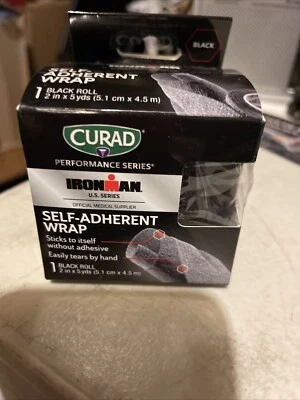 BLACK
SELF-ADHERENT
WRAP
1 BLACK ROLL
2 in x 5 yds (5.1 cm x 4.5 m)
CURAD
PERFORMANCE SERIES®
IRONMAN
U.S. SERIES
OFFICIAL MEDICAL SUPPLIER
SELF-ADHERENT
WRAP
Sticks to itself
without adhesive
Easily tears by hand
1 BLACK ROLL
2 in x 5 yds (5.1 cm x 4.5 m)